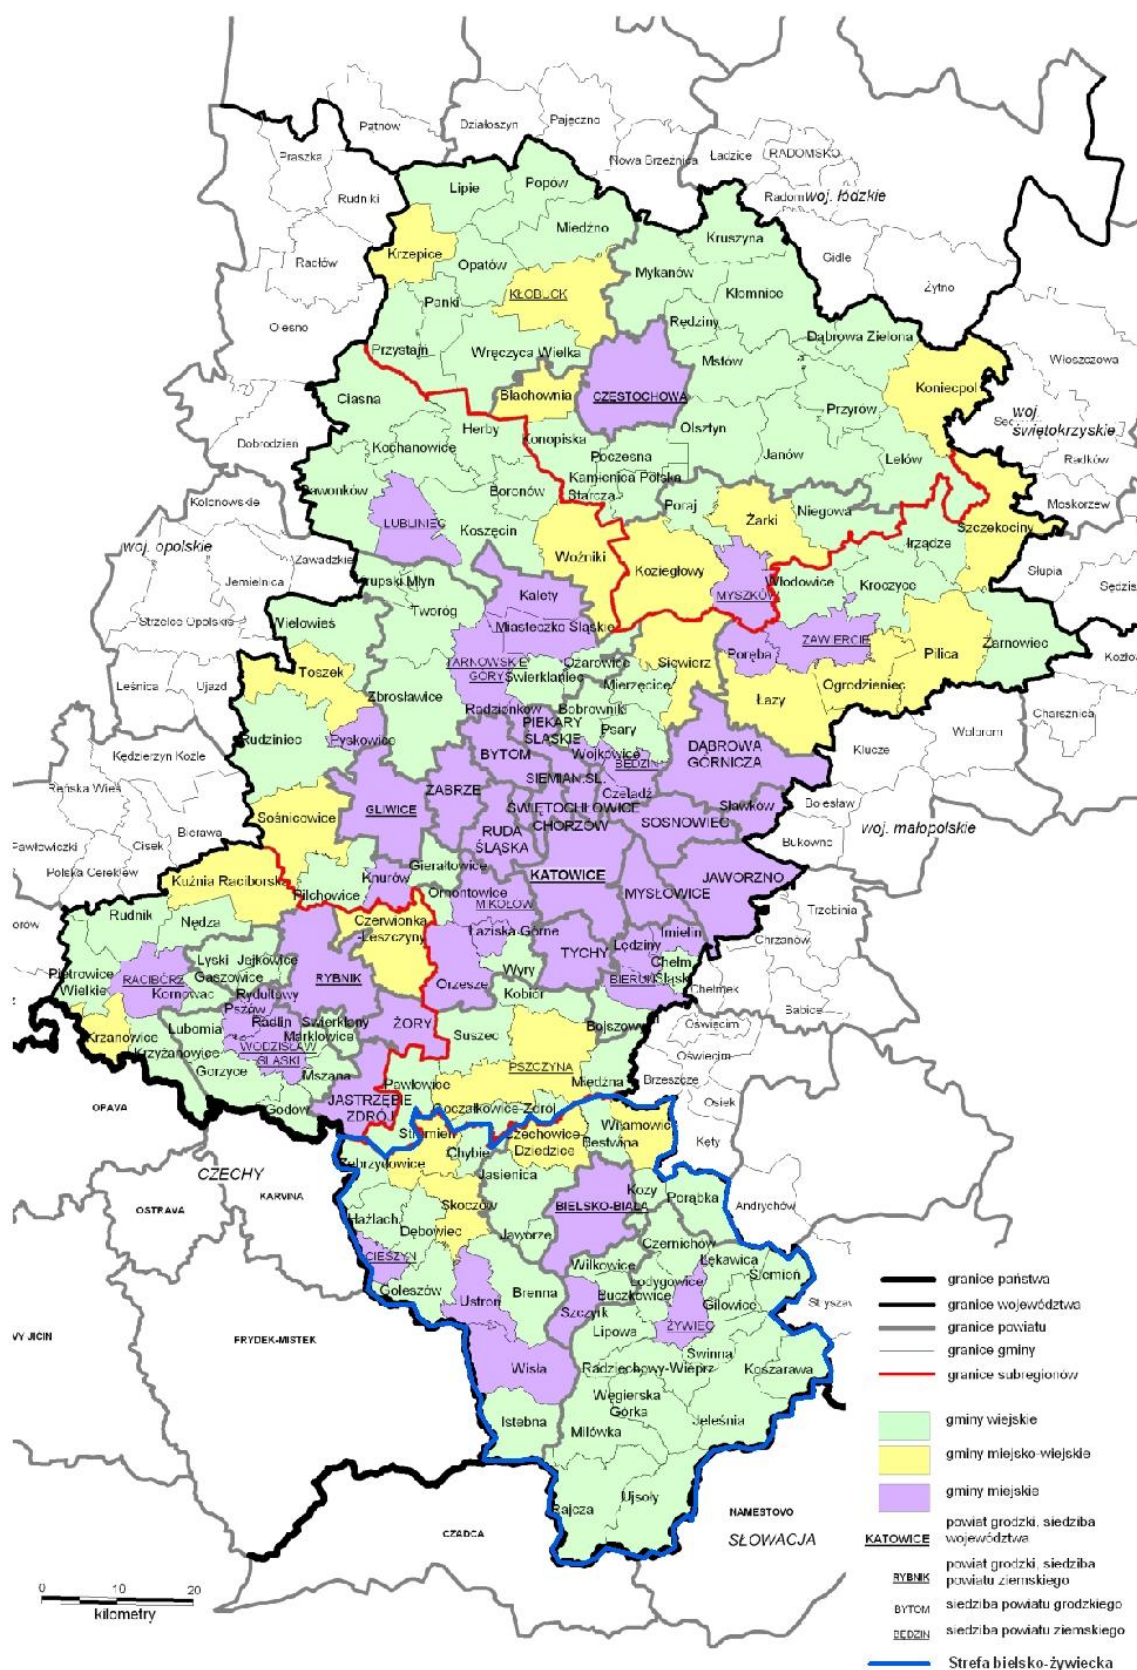 Patnów
Działoszyn
Pajęczno
Praszka
Nowa Brzeźnica
Ładzice
RADOMSKO
Rudniki
Lipie
Popów
woj. łódzkie
Miedźno
Kruszyna
Gidle
Krzepice
Radłów
Opatów
Mykanów
Żytno
KŁOBUCK
Kłomnice
Panki
Olesno
Rędziny
Dąbrowa Zielona
Przystajń
Wręczyca Wielka
Mstów
Włoszczowa
Koniecpol
Blachownia
CZĘSTOCHOWA
Ciasna
Przyrów
woj.
świętokrzyskie
Herby
Olsztyn
Dobrodzień
Konopiska
Kochanowice
Poczesna
Janów
Lelów
Radków
Kamienica Polska
Pawonków
Boronów
Starcza
Kolonowskie
Poraj
Moskorzew
LUBLINIEC
Żarki
Niegowa
Szczekociny
Koszęcin
woj. opolskie
Woźniki
Irządze
Zawadzkie
Koziegłowy
Słupia
Jemielnica
Krupski Młyn
Włodowice
Kroczyce
Kalety
MYSZKÓW
Tworóg
Strzelce Opolskie
Wielowieś
Miasteczko Śląskie
ZAWIERCIE
Żarnowiec
Poręba
Pilica
TARNOWSKIE
GÓRY
Ożarowice
Siewierz
Toszek
Świerklaniec
Leśnica
Ujazd
Zbrosławice
Mierzęcice
Ogrodzieniec
Łazy
Radzionków
Bobrowniki
Charsznica
PIEKARY
ŚLĄSKIE
Psary
Wolbrom
Rudziniec
Pyskowice
BYTOM
Wojkowice
DĄBROWA
GÓRNICZA
Klucze
Kędzierzyn Koźle
BĘDZIN
SIEMIAN.ŚL.
Reńska Wieś
ZABRZE
Czeladź
GLIWICE
ŚWIĘTOCHŁOWICE
Sławków
Bolesław
Sośnicowice
CHORZÓW
SOSNOWIEC
woj. małopolskie
Bierawa
RUDA
ŚLĄSKA
Bukowno
Pawłowiczki
Cisek
Gierałtowice
Polska Cerekiew
KATOWICE
JAWORZNO
Kuźnia Raciborska
Knurów
Pilchowice
Ornontowice
MYSŁOWICE
MIKOŁÓW
Trzebinia
Rudnik
Nędza
Czerwionka
-Leszczyny
Łaziska Górne
Imielin
Chrzanów
TYCHY
Lędziny
Lyski
Jejkowice
Chełm
Śląski
Pietrowice
Wielkie
RACIBÓRZ
Gaszowice
RYBNIK
Wyry
BIERUŃ
Orzesze
Chełmek
Kornowac
Rydułtowy
Kobiór
Pszów
Babice
Radlin
Świerklany
ŻORY
Bojszowy
Krzanowice
Lubomia
Marklowice
Suszec
Oświęcim
WODZISŁAW
ŚLĄSKI
Krzyżanowice
Oświęcim
Gorzyce
PSZCZYNA
Mszana
Pawłowice
Miedźna
Brzeszcze
JASTRZĘBIE
ZDRÓJ
Osiek
OPAVA
Godów
Goczałkowice-Zdrój
Strumień
Czechowice
Dziedzice
Wilamowice
Bestwina
Kęty
Chybie
Zebrzydowice
CZECHY
Jasienica
KARVINA
Kozy
Porąbka
OSTRAVA
Skoczów
BIELSKO-BIAŁA
Andrychów
Hażlach
Dębowiec
Jaworze
Czernichów
CIESZYN
Wilkowice
Łękawica
Ślemień
Łodygowice
Goleszów
Brenna
Buczkowice
Ustroń
Gilowice
Szczyrk
ŻYWIEC
Lipowa
FRYDEK-MISTEK
Świnna
Wisła
Radziechowy-Wieprz
Koszarawa
Węgierska
Górka
Istebna
Jeleśnia
Milówka
Ujsoły
Rajcza
NAMESTOVO
SŁOWACJA
CZADCA
granice państwa
granice województwa
granice powiatu
granice gminy
granice subregionów
gminy wiejskie
gminy miejsko-wiejskie
gminy miejskie
KATOWICE powiat grodzki, siedziba
województwa
RYBNIK powiat grodzki, siedziba
powiatu ziemskiego
BYTOM siedziba powiatu grodzkiego
BĘDZIN siedziba powiatu ziemskiego
Strefa bielsko-żywiecka
0 10 20
kilometry